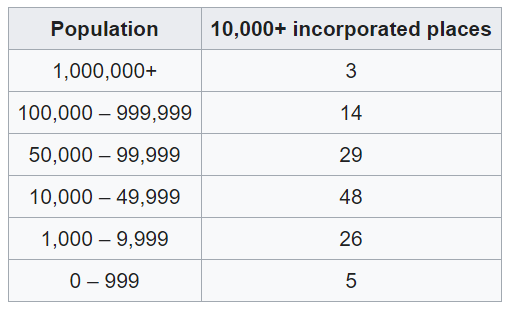 Population 10,000+ incorporated places
1,000,000+ 3
100,000 – 999,999 14
50,000 – 99,999 29
10,000 – 49,999 48
1,000 – 9,999 26
0 – 999 5